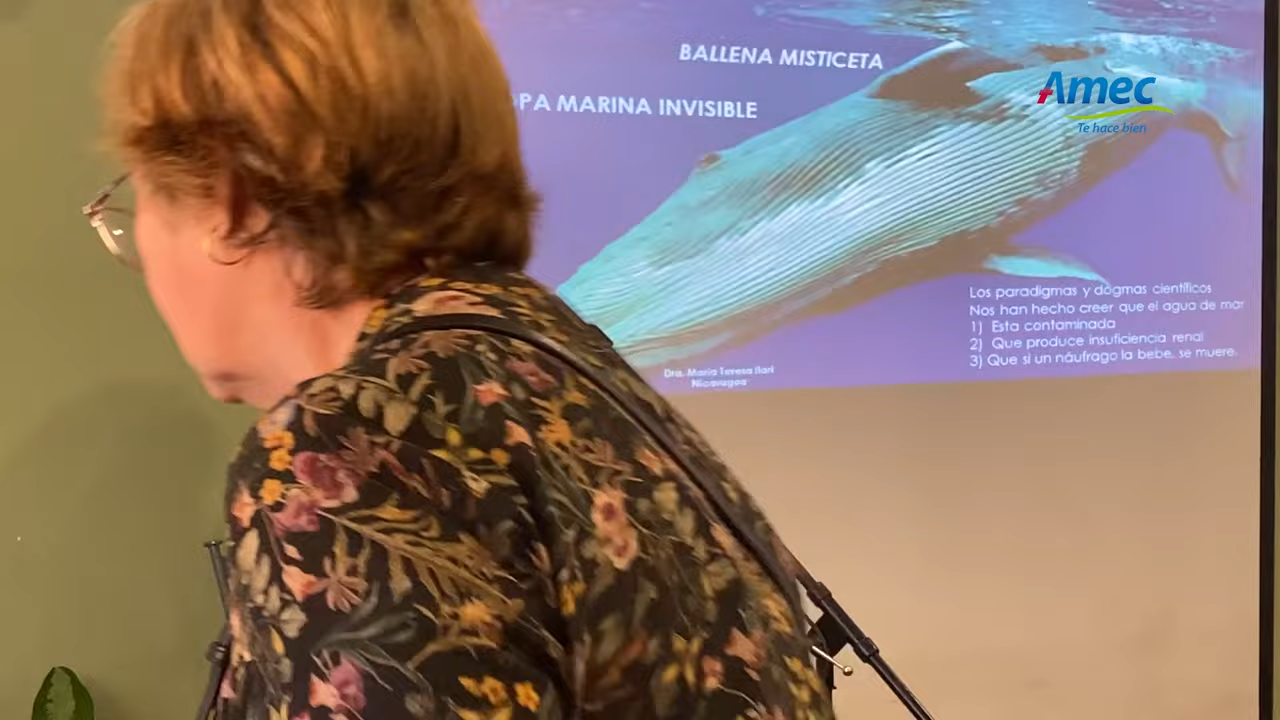 BALLENA MISTICETA
OPA MARINA INVISIBLE
Amec
Te hace bien
Los paradigmas y dogmas científicos
Nos han hecho creer que el agua de mar
1) Esta contaminada
2) Que produce insuficiencia renal
3) Que si un náufrago la bebe, se muere.
Dra. María Teresa Ilari
Nicaragua